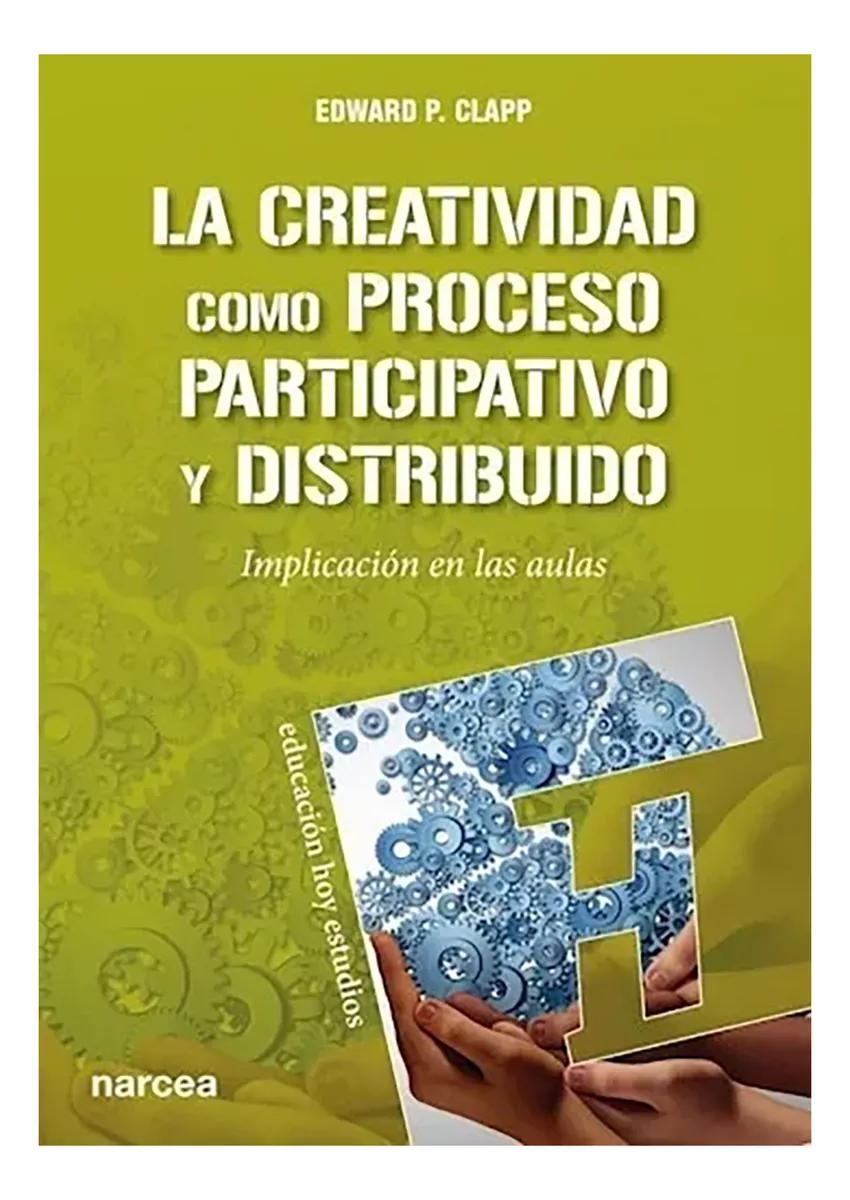 EDWARD P. CLAPP
LA CREATIVIDAD
COMO PROCESO
PARTICIPATIVO
Y DISTRIBUIDO
Implicación en las aulas
educación hoy estudios
narcea